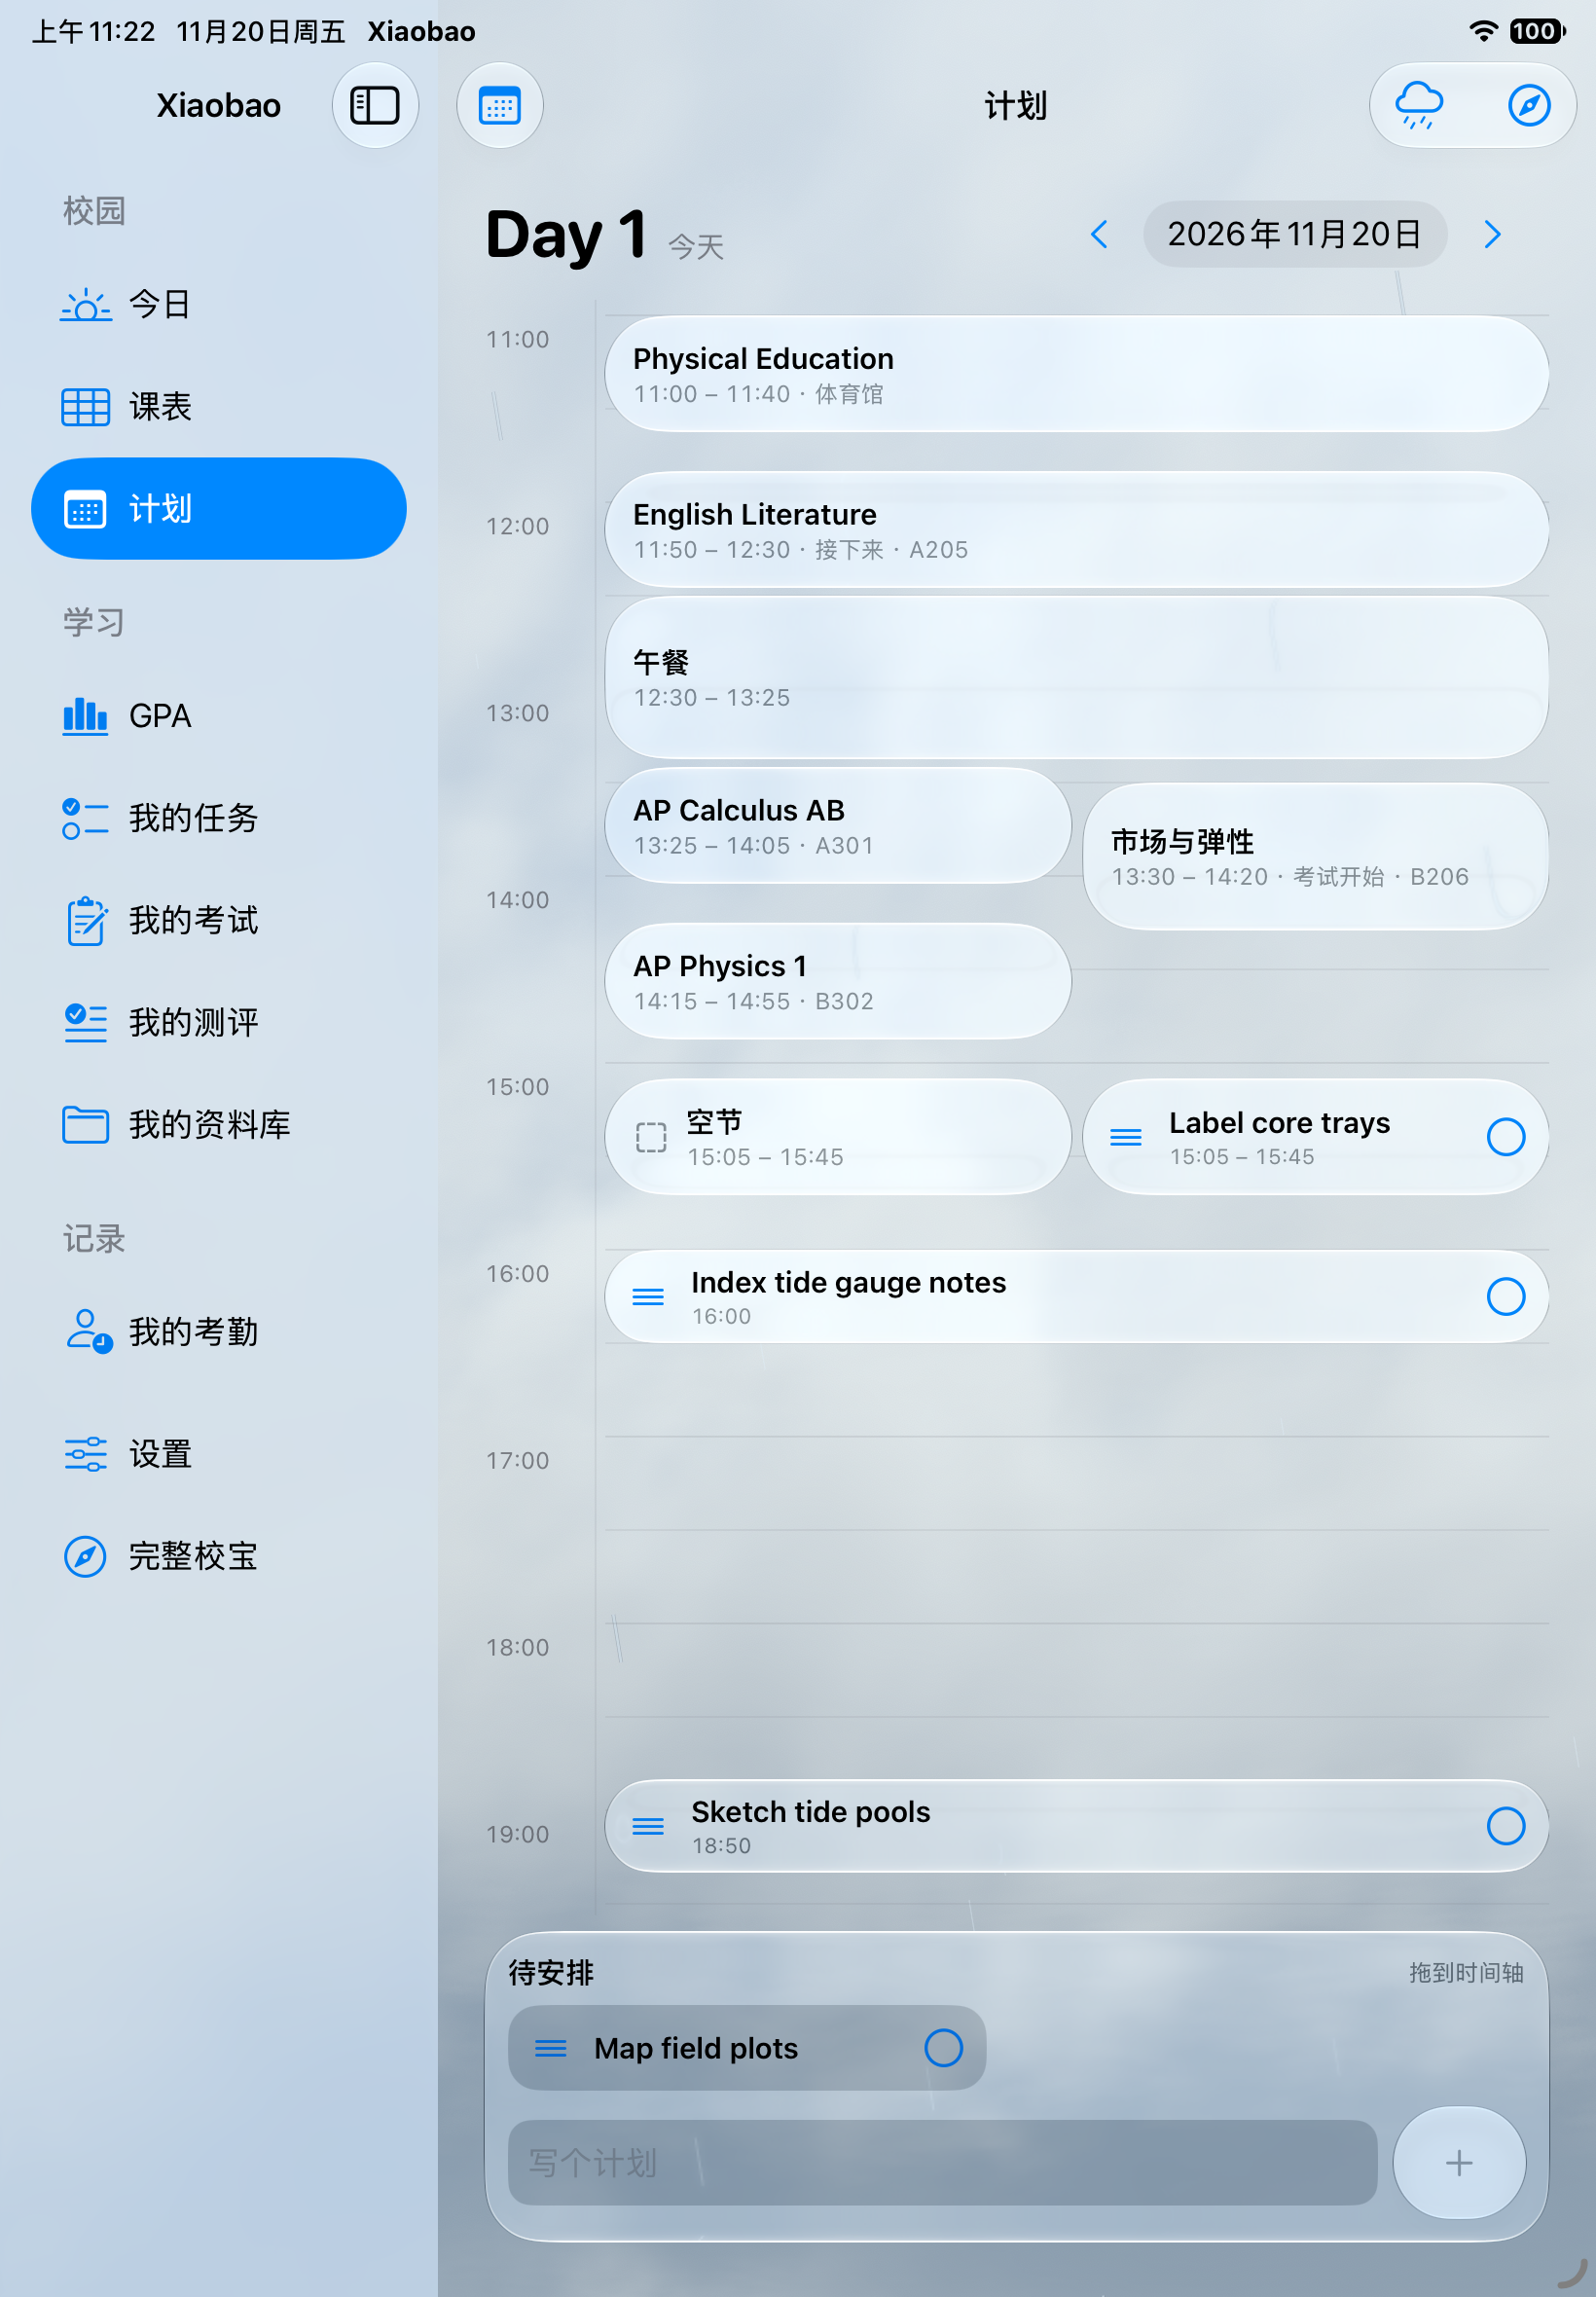 上午11:22 11月20日周五 Xiaobao
100
Xiaobao
计划
校园
今日
课表
计划
学习
GPA
我的任务
我的考试
我的测评
我的资料库
记录
我的考勤
设置
完整校宝
Day 1 今天
2026年11月20日
11:00
Physical Education
11:00 – 11:40 · 体育馆
12:00
English Literature
11:50 – 12:30 · 接下来 · A205
午餐
12:30 – 13:25
13:00
AP Calculus AB
13:25 – 14:05 · A301
市场与弹性
13:30 – 14:20 · 考试开始 · B206
14:00
AP Physics 1
14:15 – 14:55 · B302
15:00
空节
15:05 – 15:45
Label core trays
15:05 – 15:45
16:00
Index tide gauge notes
16:00
17:00
18:00
19:00
Sketch tide pools
18:50
待安排
拖到时间轴
Map field plots
写个计划